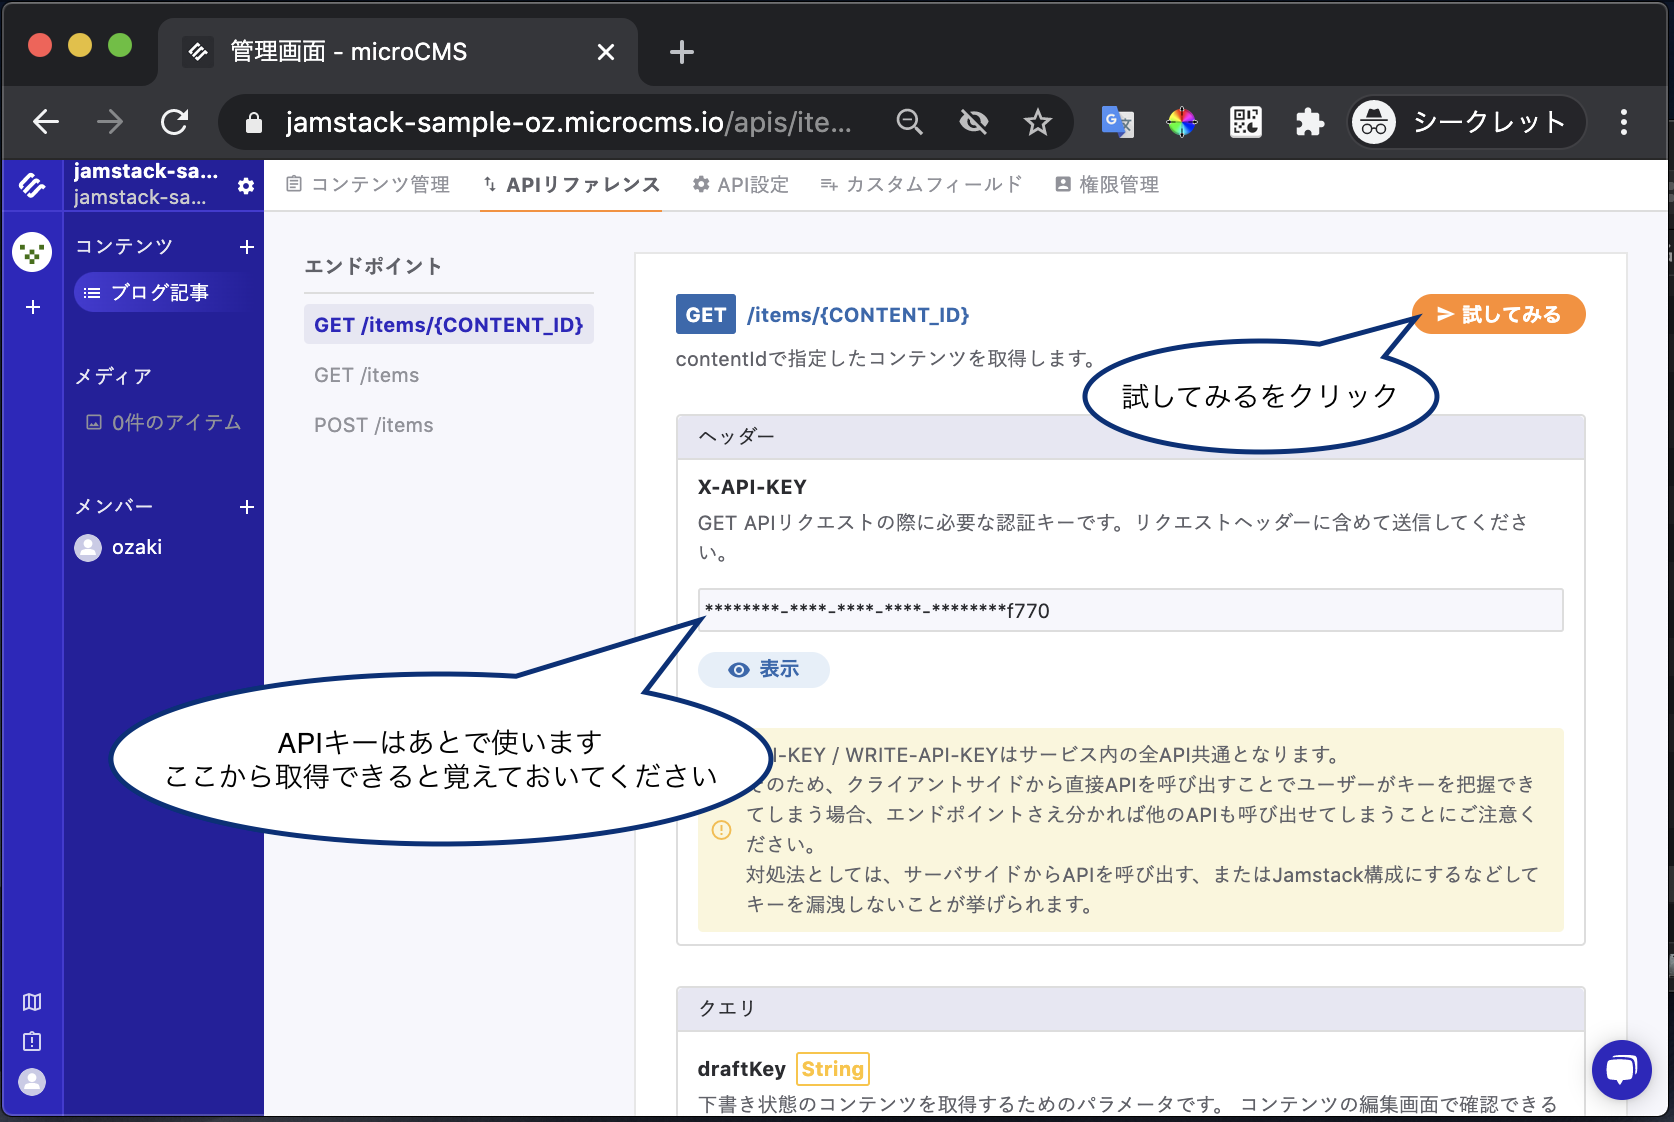 管理画面 - microCMS
jamstack-sample-oz.microcms.io/apis/ite...
シークレット
jamstack-sa...
jamstack-sa...
コンテンツ
ブログ記事
メディア
0件のアイテム
メンバー
ozaki
コンテンツ管理
APIリファレンス
API設定
カスタムフィールド
権限管理
エンドポイント
GET /items/{CONTENT_ID}
GET /items
POST /items
GET /items/{CONTENT_ID}
試してみる
contentIdで指定したコンテンツを取得します。
試してみるをクリック
ヘッダー
X-API-KEY
GET APIリクエストの際に必要な認証キーです。リクエストヘッダーに含めて送信してくださ
い。
********-****-****-****-********f770
表示
APIキーはあとで使います
ここから取得できると覚えておいてください
I-KEY / WRITE-API-KEYはサービス内の全API共通となります。
そのため、クライアントサイドから直接APIを呼び出すことでユーザーがキーを把握でき
てしまう場合、エンドポイントさえ分かれば他のAPIも呼び出せてしまうことにご注意く
ださい。
対処法としては、サーバサイドからAPIを呼び出す、またはJamstack構成にするなどして
キーを漏洩しないことが挙げられます。
クエリ
draftKey String
下書き状態のコンテンツを取得するためのパラメータです。 コンテンツの編集画面で確認できる